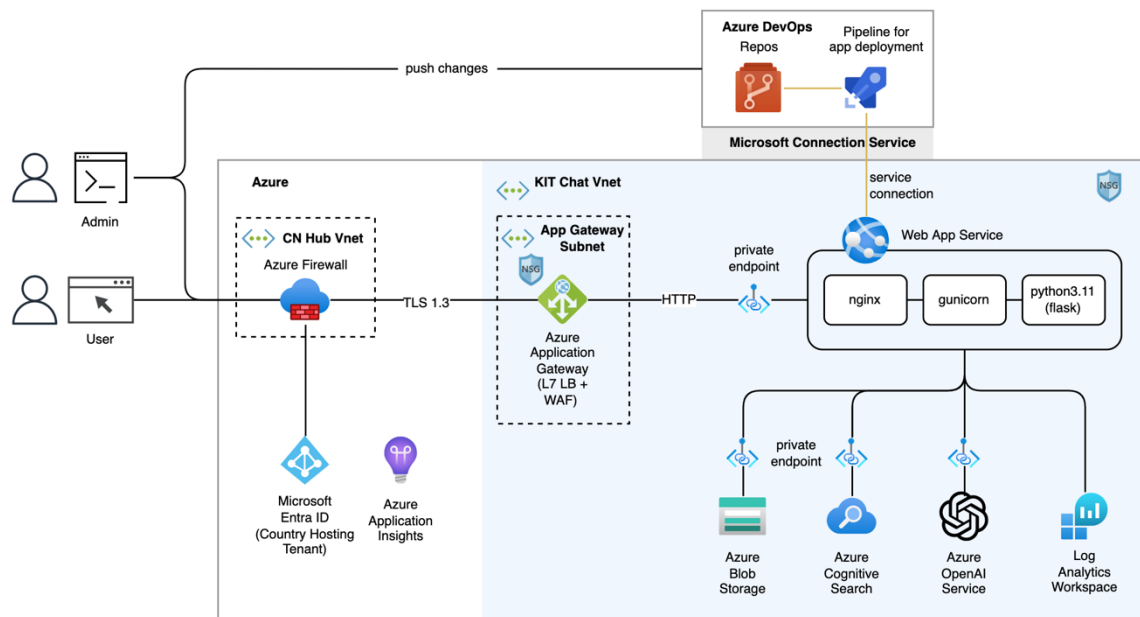 Azure DevOps
Repos
Pipeline for
app deployment
push changes
Microsoft Connection Service
Admin
User
Azure
CN Hub Vnet
Azure Firewall
TLS 1.3
Microsoft
Entra ID
(Country Hosting
Tenant)
Azure
Application
Insights
KIT Chat Vnet
NSG
service
connection
App Gateway
Subnet
NSG
Azure
Application
Gateway
(L7 LB +
WAF)
HTTP
private
endpoint
Web App Service
nginx
gunicorn
python3.11
(flask)
private
endpoint
Azure
Blob
Storage
Azure
Cognitive
Search
Azure
OpenAI
Service
Log
Analytics
Workspace